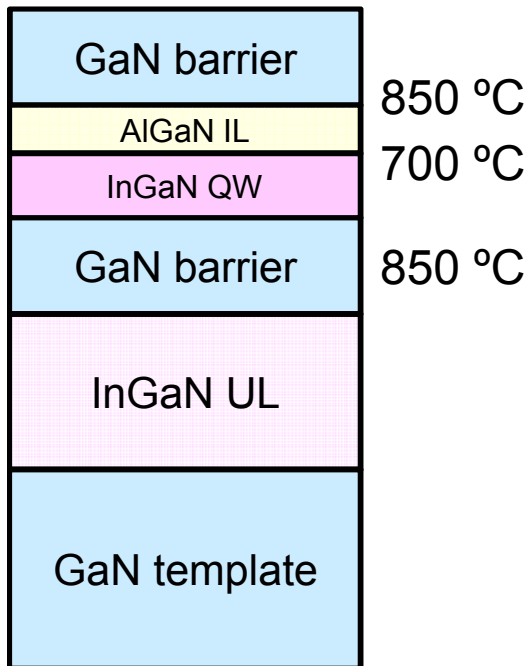 GaN barrier
850 ºC
AlGaN IL
700 ºC
InGaN QW
GaN barrier
850 ºC
InGaN UL
GaN template